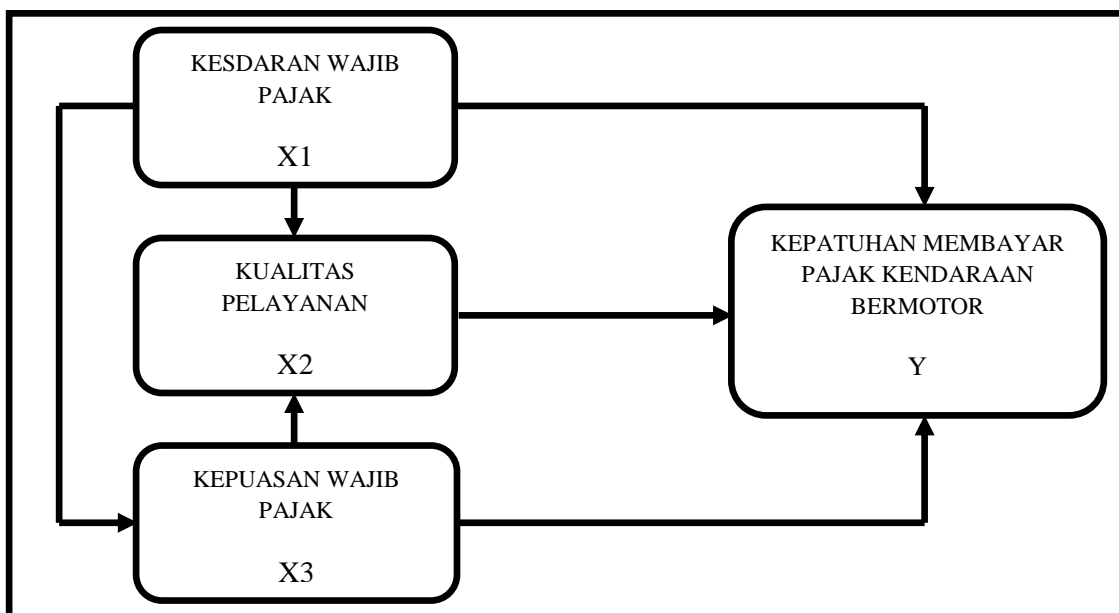 KESDARAN WAJIB
PAJAK
X1
KUALITAS
PELAYANAN
X2
KEPUASAN WAJIB
PAJAK
X3
KEPATUHAN MEMBAYAR
PAJAK KENDARAAN
BERMOTOR
Y